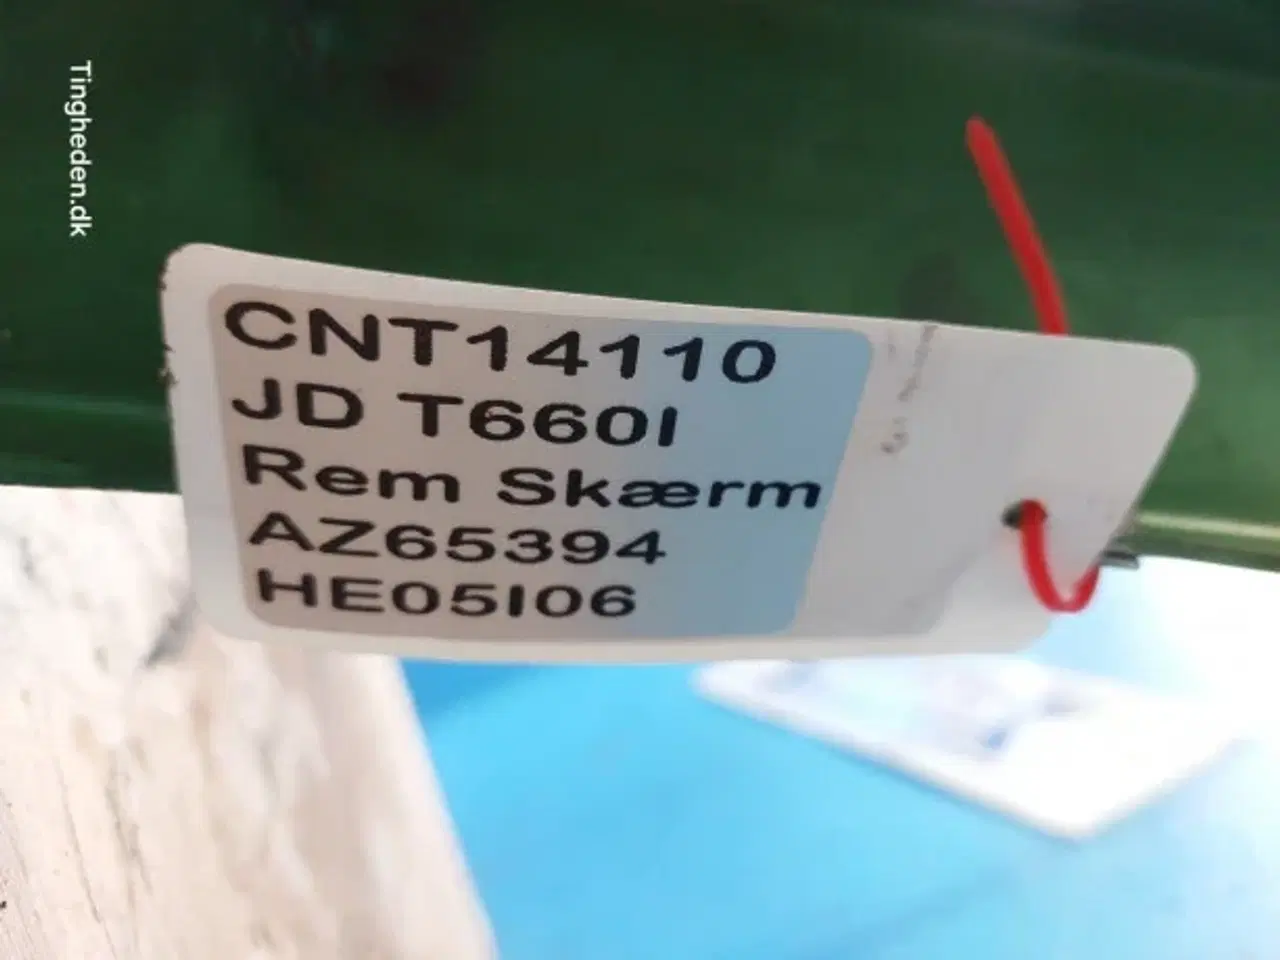 Tingheden.dk
CNT14110
JD T660I
Rem Skærm
AZ65394
HE05I06